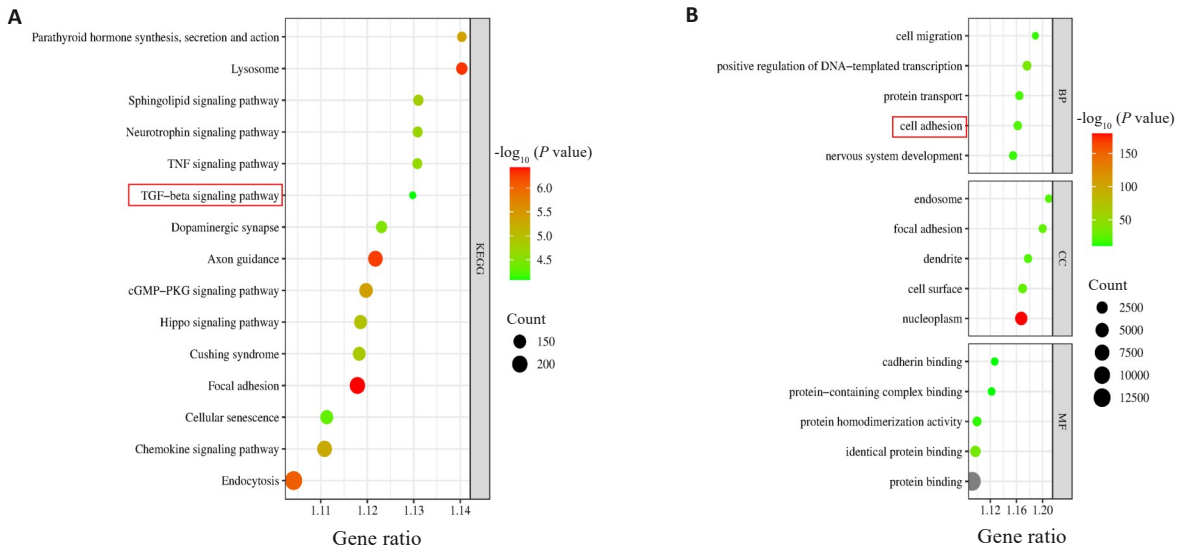 A
Parathyroid hormone synthesis, secretion and action
Lysosome
Sphingolipid signaling pathway
Neurotrophin signaling pathway
TNF signaling pathway
TGF−beta signaling pathway
Dopaminergic synapse
Axon guidance
cGMP−PKG signaling pathway
Hippo signaling pathway
Cushing syndrome
Focal adhesion
Cellular senescence
Chemokine signaling pathway
Endocytosis
KEGG
1.11 1.12 1.13 1.14
Gene ratio
-log10 (P value)
6.0
5.5
5.0
4.5
Count
150
200
B
cell migration
positive regulation of DNA−templated transcription
protein transport
cell adhesion
nervous system development
BP
endosome
focal adhesion
dendrite
cell surface
nucleoplasm
CC
cadherin binding
protein−containing complex binding
protein homodimerization activity
identical protein binding
protein binding
MF
1.12 1.16 1.20
Gene ratio
-log10 (P value)
150
100
50
Count
2500
5000
7500
10000
12500